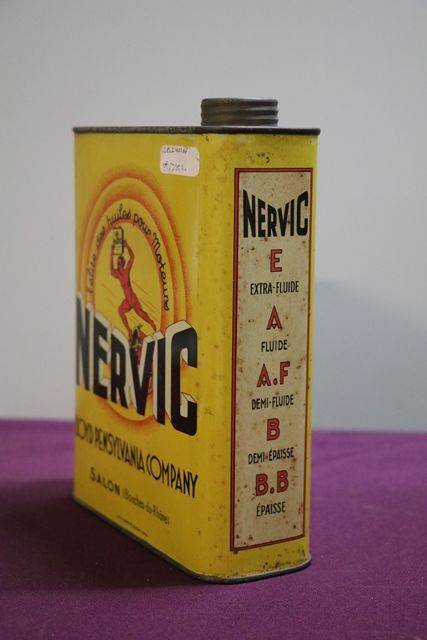 L'élite des huiles pour Moteurs
NERVIC
LOYD PENSYLVANIA COMPANY
SALON (Bouches-du-Rhône)
NERVIC
E
EXTRA-FLUIDE
A
FLUIDE
A.F
DEMI-FLUIDE
B
DEMI-ÉPAISSE
B.B
ÉPAISSE